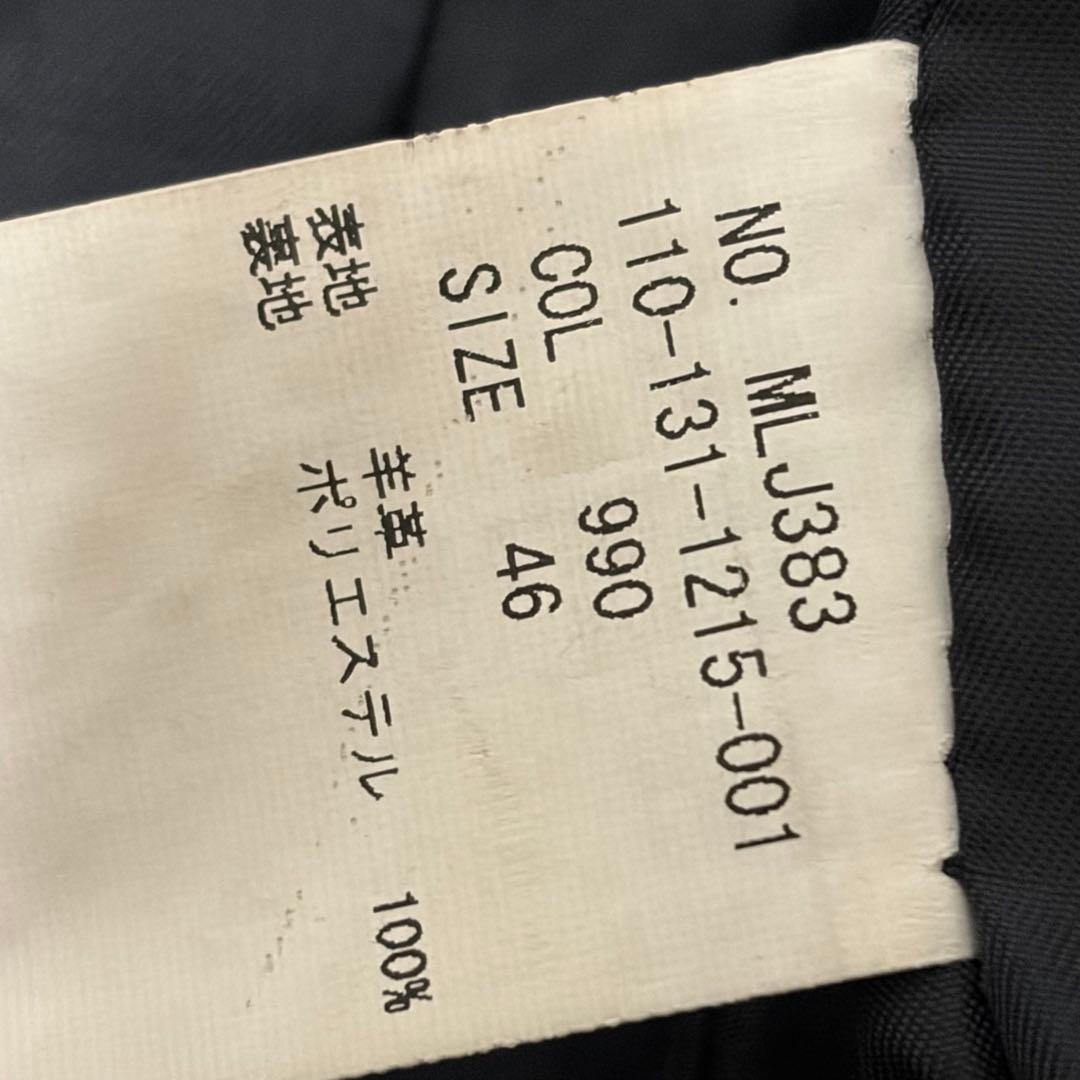 NO. MLJ383
110-131-1215-001
COL 990
SIZE 46
表地 羊革
裏地 ポリエステル 100%